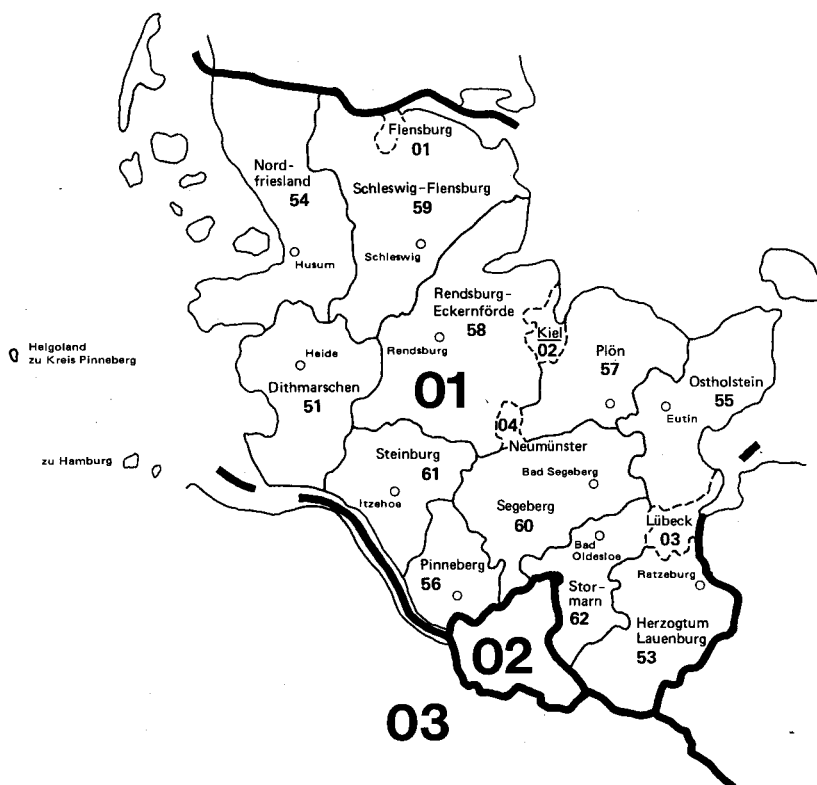 Flensburg
01
Nord-
friesland
54
Schleswig-Flensburg
59
Schleswig
Husum
Rendsburg-
Eckernförde
58
Kiel
02
Rendsburg
Plön
57
Helgoland
zu Kreis Pinneberg
Heide
Dithmarschen
51
01
Ostholstein
55
Eutin
04
Neumünster
zu Hamburg
Steinburg
61
Itzehoe
Bad Segeberg
Segeberg
60
Lübeck
03
Bad
Oldesloe
Pinneberg
56
Stor-
marn
62
Ratzeburg
Herzogtum
Lauenburg
53
02
03